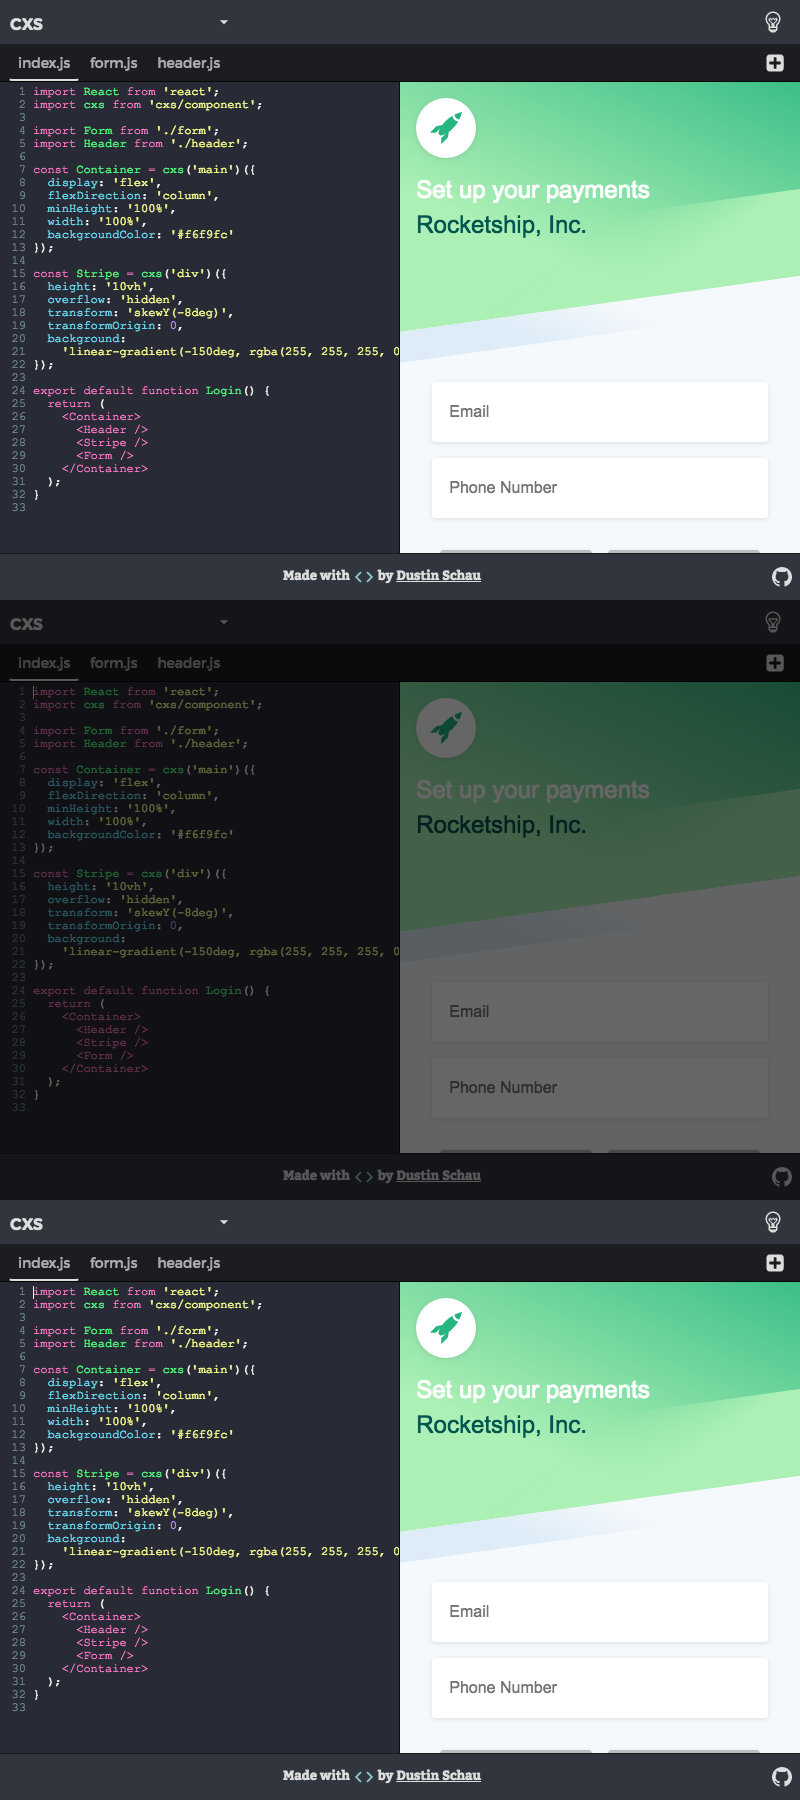 CXS
index.js form.js header.js
1 import React from 'react';
2 import cxs from 'cxs/component';
3
4 import Form from './form';
5 import Header from './header';
6
7 const Container = cxs('main')({
8 display: 'flex',
9 flexDirection: 'column',
10 minHeight: '100%',
11 width: '100%',
12 backgroundColor: '#f6f9fc'
13 });
14
15 const Stripe = cxs('div')({
16 height: '10vh',
17 overflow: 'hidden',
18 transform: 'skewY(-8deg)',
19 transformOrigin: 0,
20 background:
21 'linear-gradient(-150deg, rgba(255, 255, 255, 0
22 });
23
24 export default function Login() {
25 return (
26 <Container>
27 <Header />
28 <Stripe />
29 <Form />
30 </Container>
31 );
32 }
33
Set up your payments
Rocketship, Inc.
Email
Phone Number
Made with <> by Dustin Schau
CXS
index.js form.js header.js
1 import React from 'react';
2 import cxs from 'cxs/component';
3
4 import Form from './form';
5 import Header from './header';
6
7 const Container = cxs('main')({
8 display: 'flex',
9 flexDirection: 'column',
10 minHeight: '100%',
11 width: '100%',
12 backgroundColor: '#f6f9fc'
13 });
14
15 const Stripe = cxs('div')({
16 height: '10vh',
17 overflow: 'hidden',
18 transform: 'skewY(-8deg)',
19 transformOrigin: 0,
20 background:
21 'linear-gradient(-150deg, rgba(255, 255, 255, 0
22 });
23
24 export default function Login() {
25 return (
26 <Container>
27 <Header />
28 <Stripe />
29 <Form />
30 </Container>
31 );
32 }
33
Set up your payments
Rocketship, Inc.
Email
Phone Number
Made with <> by Dustin Schau
CXS
index.js form.js header.js
1 import React from 'react';
2 import cxs from 'cxs/component';
3
4 import Form from './form';
5 import Header from './header';
6
7 const Container = cxs('main')({
8 display: 'flex',
9 flexDirection: 'column',
10 minHeight: '100%',
11 width: '100%',
12 backgroundColor: '#f6f9fc'
13 });
14
15 const Stripe = cxs('div')({
16 height: '10vh',
17 overflow: 'hidden',
18 transform: 'skewY(-8deg)',
19 transformOrigin: 0,
20 background:
21 'linear-gradient(-150deg, rgba(255, 255, 255, 0
22 });
23
24 export default function Login() {
25 return (
26 <Container>
27 <Header />
28 <Stripe />
29 <Form />
30 </Container>
31 );
32 }
33
Set up your payments
Rocketship, Inc.
Email
Phone Number
Made with <> by Dustin Schau